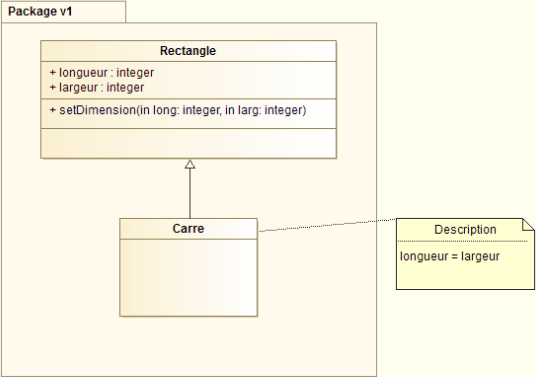 Package v1
Rectangle
+ longueur : integer
+ largeur : integer
+ setDimension(in long: integer, in larg: integer)
Carre
Description
longueur = largeur